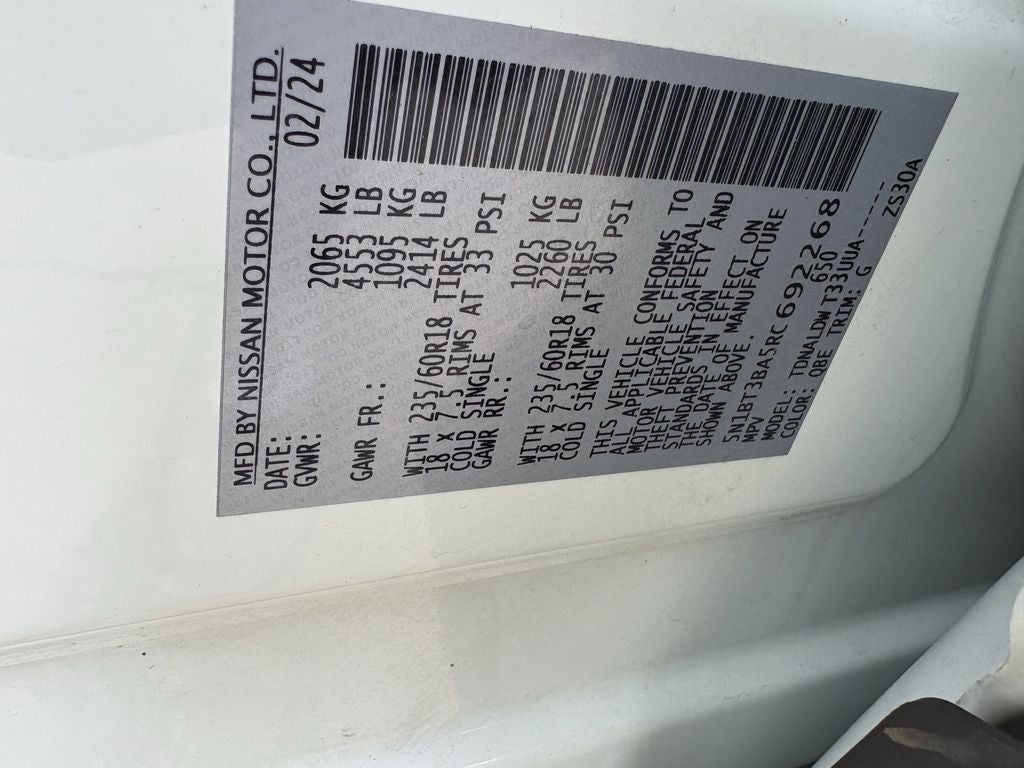 MFD BY NISSAN MOTOR CO., LTD.
DATE: 02/24
GVWR: 2065 KG
4553 LB
GAWR FR.: 1095 KG
2414 LB
WITH 235/60R18 TIRES
18 X 7.5 RIMS AT 33 PSI
COLD SINGLE
GAWR RR.: 1025 KG
2260 LB
WITH 235/60R18 TIRES
18 X 7.5 RIMS AT 30 PSI
COLD SINGLE
THIS VEHICLE CONFORMS TO
ALL APPLICABLE FEDERAL
MOTOR VEHICLE SAFETY AND
THEFT PREVENTION
STANDARDS IN EFFECT ON
THE DATE OF MANUFACTURE
SHOWN ABOVE.
5N1BT3BA5RC692268
MPV 650
MODEL: TDNALDWT33UUA-----
COLOR: QBE TRIM: G ZS30A